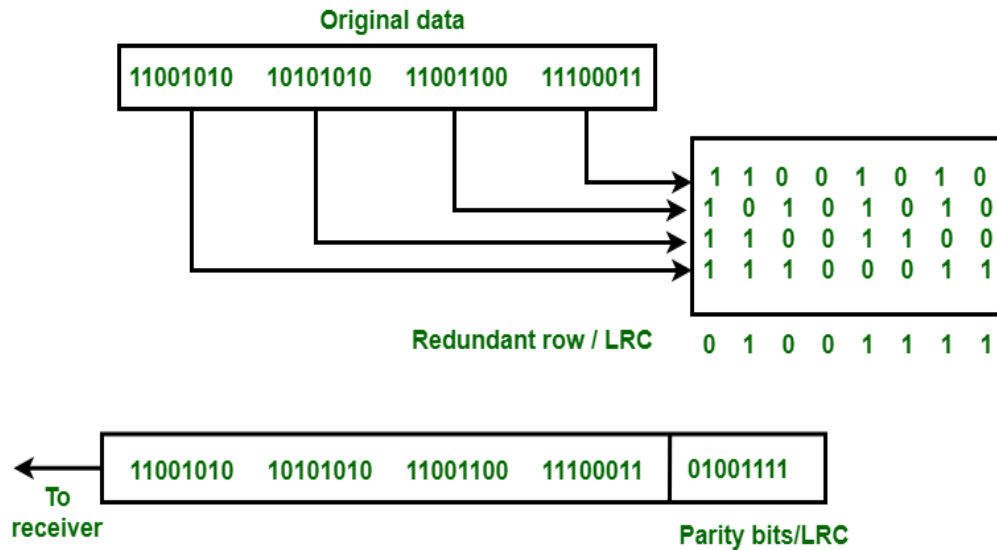 Original data
11001010 10101010 11001100 11100011
1 1 0 0 1 0 1 0
1 0 1 0 1 0 1 0
1 1 0 0 1 1 0 0
1 1 1 0 0 0 1 1
Redundant row / LRC 0 1 0 0 1 1 1 1
11001010 10101010 11001100 11100011 01001111
To
receiver
Parity bits/LRC